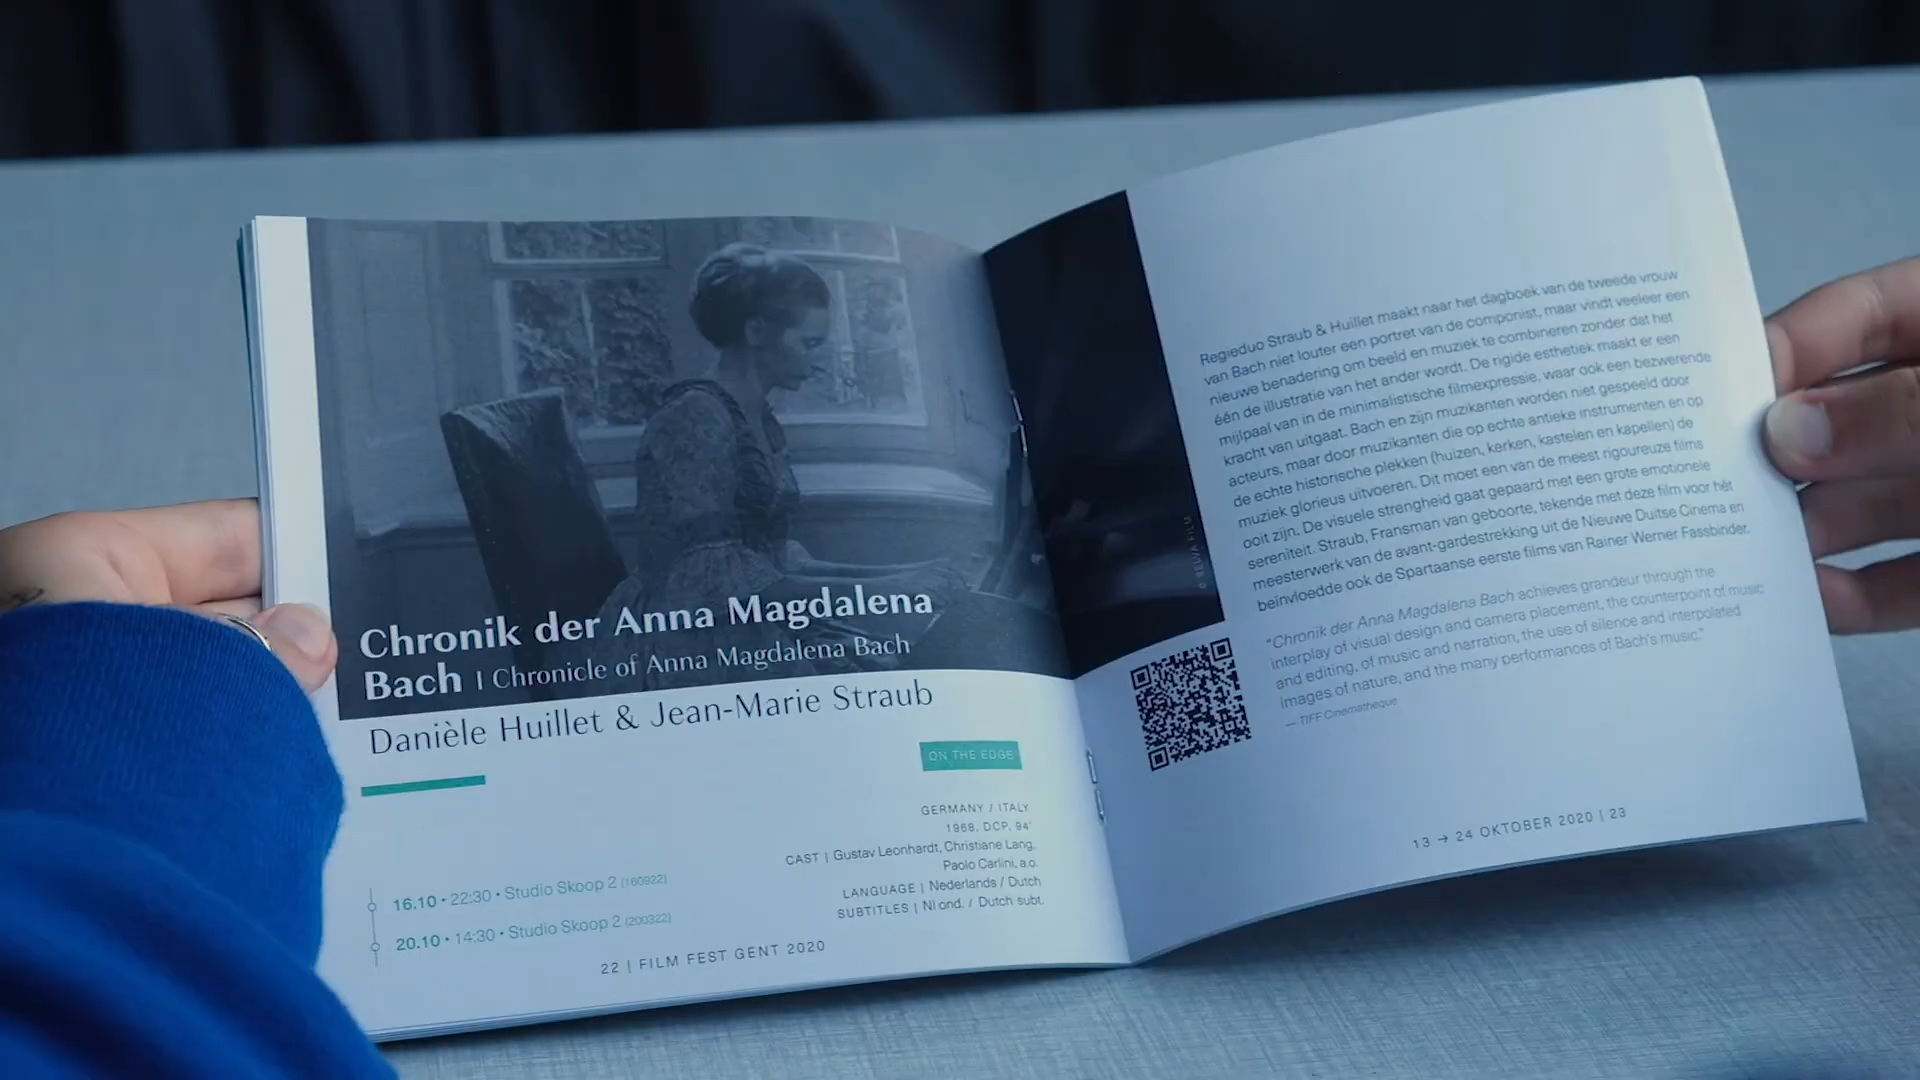 Chronik der Anna Magdalena
Bach | Chronicle of Anna Magdalena Bach
Danièle Huillet & Jean-Marie Straub
ON THE EDGE
GERMANY / ITALY
1968, DCP, 94'
CAST | Gustav Leonhardt, Christiane Lang,
Paolo Carlini, a.o.
LANGUAGE | Nederlands / Dutch
SUBTITLES | Nl ond. / Dutch subt.
16.10 • 22:30 • Studio Skoop 2 (160922)
20.10 • 14:30 • Studio Skoop 2 (200322)
22 | FILM FEST GENT 2020
© BELVA FILM
Regieduo Straub & Huillet maakt naar het dagboek van de tweede vrouw
van Bach niet louter een portret van de componist, maar vindt veeleer een
nieuwe benadering om beeld en muziek te combineren zonder dat het
één de illustratie van het ander wordt. De rigide esthetiek maakt er een
mijlpaal van in de minimalistische filmexpressie, waar ook een bezwerende
kracht van uitgaat. Bach en zijn muzikanten worden niet gespeeld door
acteurs, maar door muzikanten die op echte antieke instrumenten en op
de echte historische plekken (huizen, kerken, kastelen en kapellen) de
muziek glorieus uitvoeren. Dit moet een van de meest rigoureuze films
ooit zijn. De visuele strengheid gaat gepaard met een grote emotionele
sereniteit. Straub, Fransman van geboorte, tekende met deze film voor hét
meesterwerk van de avant-gardestrekking uit de Nieuwe Duitse Cinema en
beïnvloedde ook de Spartaanse eerste films van Rainer Werner Fassbinder.
"Chronik der Anna Magdalena Bach achieves grandeur through the
interplay of visual design and camera placement, the counterpoint of music
and editing, of music and narration, the use of silence and interpolated
images of nature, and the many performances of Bach's music."
— TIFF Cinematheque
13 → 24 OKTOBER 2020 | 23